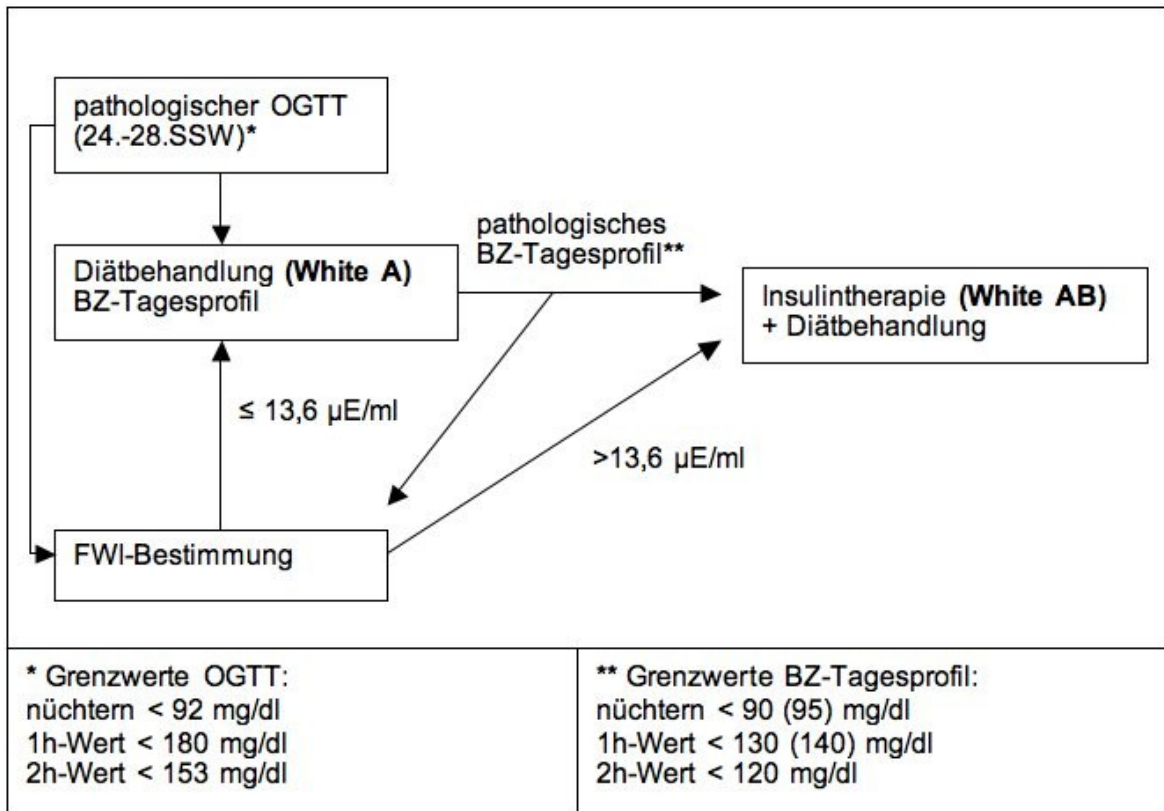 pathologischer OGTT
(24.-28.SSW)*
Diätbehandlung (White A)
BZ-Tagesprofil
pathologisches
BZ-Tagesprofil**
Insulintherapie (White AB)
+ Diätbehandlung
≤ 13,6 µE/ml
>13,6 µE/ml
FWI-Bestimmung
* Grenzwerte OGTT:
nüchtern < 92 mg/dl
1h-Wert < 180 mg/dl
2h-Wert < 153 mg/dl
** Grenzwerte BZ-Tagesprofil:
nüchtern < 90 (95) mg/dl
1h-Wert < 130 (140) mg/dl
2h-Wert < 120 mg/dl